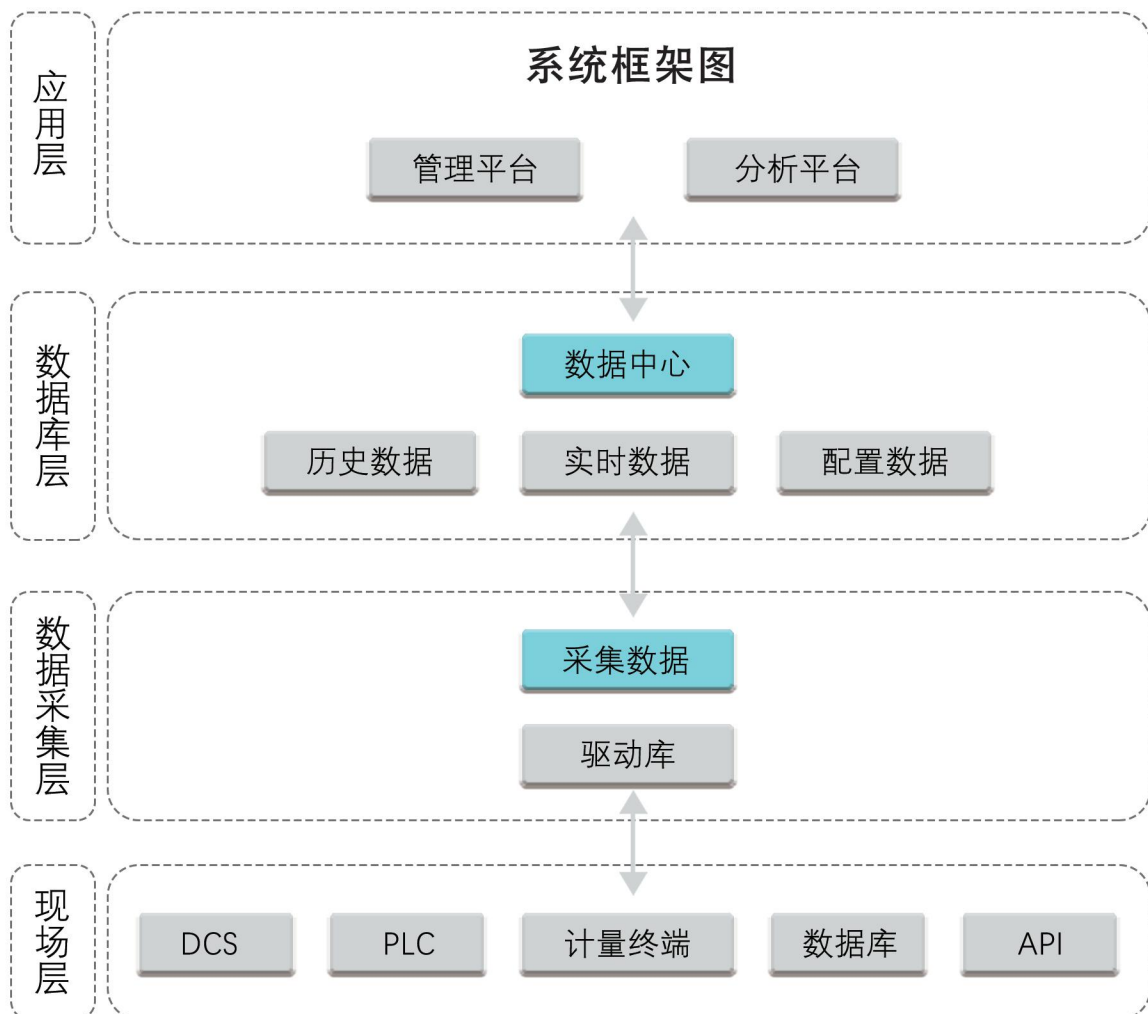 系统框架图
应用层
管理平台
分析平台
数据库层
数据中心
历史数据
实时数据
配置数据
数据采集层
采集数据
驱动库
现场层
DCS
PLC
计量终端
数据库
API